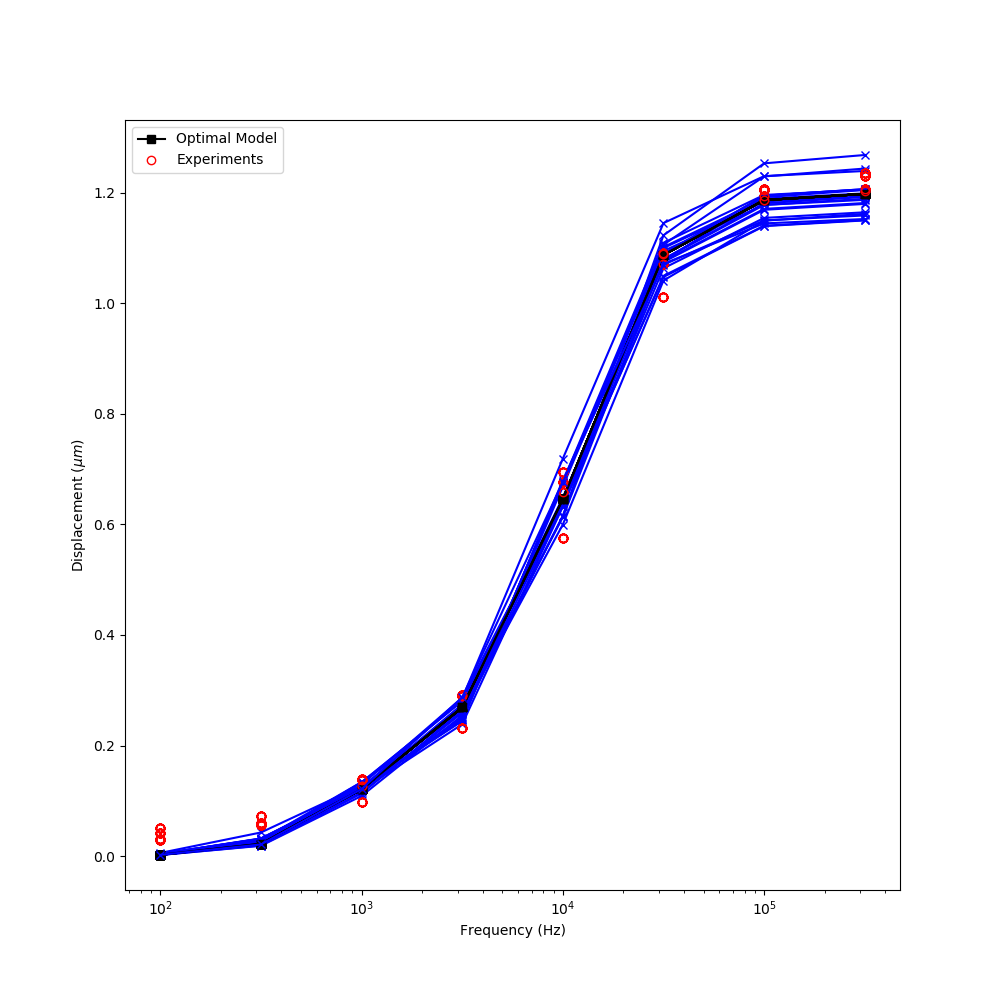 Optimal Model
Experiments
1.2
1.0
0.8
0.6
0.4
0.2
0.0
Displacement (μm)
10² 10³ 10⁴ 10⁵
Frequency (Hz)